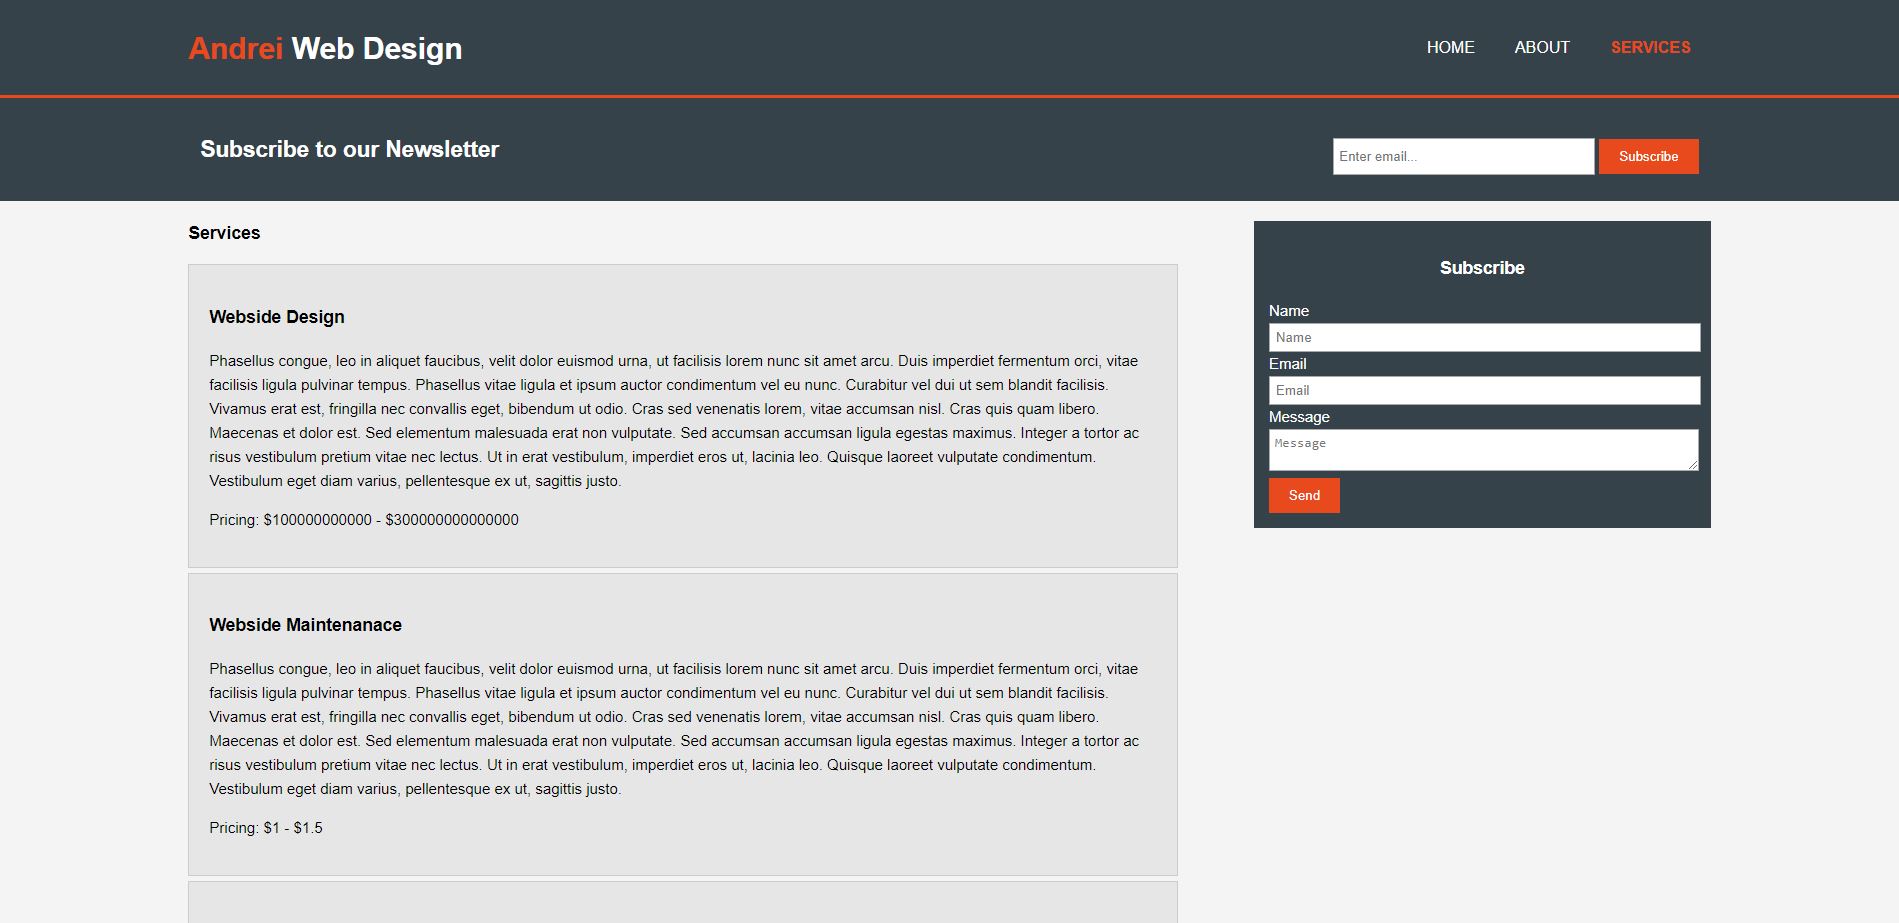 Andrei Web Design
HOME ABOUT SERVICES
Subscribe to our Newsletter
Enter email... Subscribe
Services
Webside Design
Phasellus congue, leo in aliquet faucibus, velit dolor euismod urna, ut facilisis lorem nunc sit amet arcu. Duis imperdiet fermentum orci, vitae
facilisis ligula pulvinar tempus. Phasellus vitae ligula et ipsum auctor condimentum vel eu nunc. Curabitur vel dui ut sem blandit facilisis.
Vivamus erat est, fringilla nec convallis eget, bibendum ut odio. Cras sed venenatis lorem, vitae accumsan nisl. Cras quis quam libero.
Maecenas et dolor est. Sed elementum malesuada erat non vulputate. Sed accumsan accumsan ligula egestas maximus. Integer a tortor ac
risus vestibulum pretium vitae nec lectus. Ut in erat vestibulum, imperdiet eros ut, lacinia leo. Quisque laoreet vulputate condimentum.
Vestibulum eget diam varius, pellentesque ex ut, sagittis justo.
Pricing: $100000000000 - $300000000000000
Webside Maintenanace
Phasellus congue, leo in aliquet faucibus, velit dolor euismod urna, ut facilisis lorem nunc sit amet arcu. Duis imperdiet fermentum orci, vitae
facilisis ligula pulvinar tempus. Phasellus vitae ligula et ipsum auctor condimentum vel eu nunc. Curabitur vel dui ut sem blandit facilisis.
Vivamus erat est, fringilla nec convallis eget, bibendum ut odio. Cras sed venenatis lorem, vitae accumsan nisl. Cras quis quam libero.
Maecenas et dolor est. Sed elementum malesuada erat non vulputate. Sed accumsan accumsan ligula egestas maximus. Integer a tortor ac
risus vestibulum pretium vitae nec lectus. Ut in erat vestibulum, imperdiet eros ut, lacinia leo. Quisque laoreet vulputate condimentum.
Vestibulum eget diam varius, pellentesque ex ut, sagittis justo.
Pricing: $1 - $1.5
Subscribe
Name
Name
Email
Email
Message
Message
Send